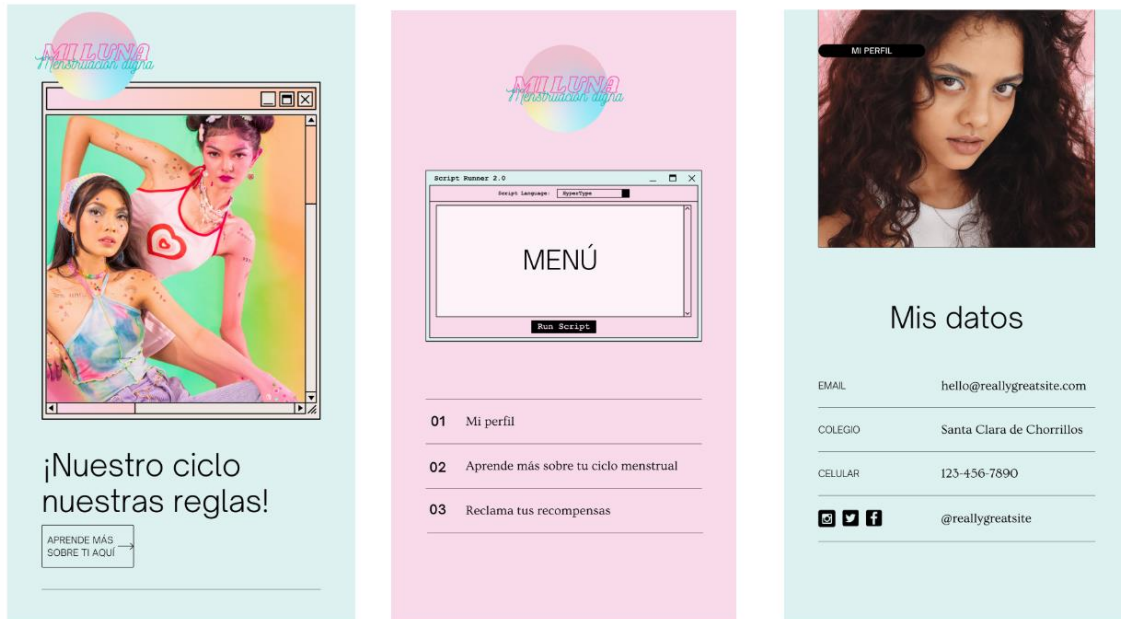 MI LUNA
Menstruación digna
¡Nuestro ciclo
nuestras reglas!
APRENDE MÁS
SOBRE TI AQUÍ
MI LUNA
Menstruación digna
Script Runner 2.0
Script Language: HyperType
MENÚ
Run Script
01 Mi perfil
02 Aprende más sobre tu ciclo menstrual
03 Reclama tus recompensas
MI PERFIL
Mis datos
EMAIL hello@reallygreatsite.com
COLEGIO Santa Clara de Chorrillos
CELULAR 123-456-7890
@reallygreatsite